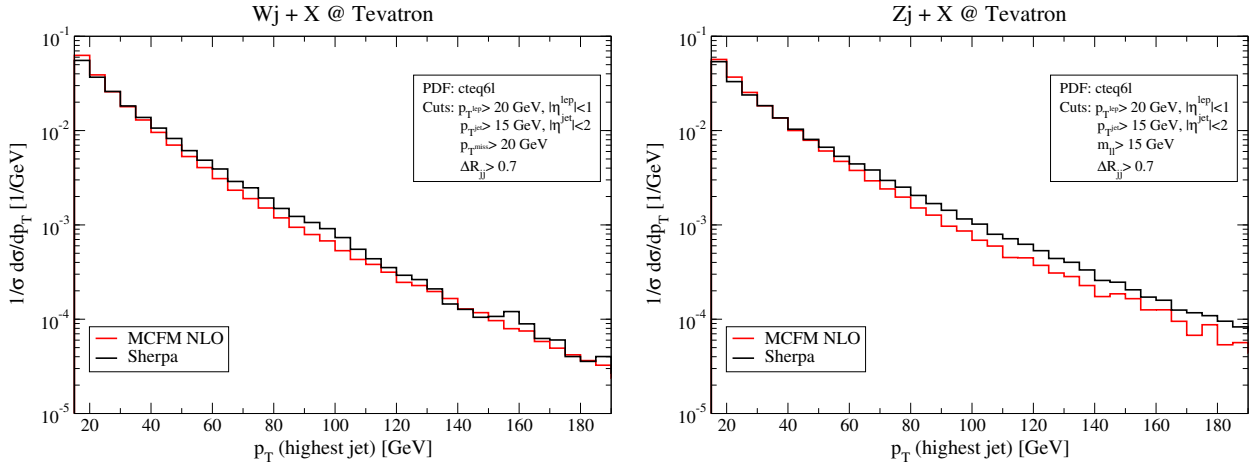 Wj + X @ Tevatron
10⁻¹
10⁻²
10⁻³
10⁻⁴
10⁻⁵
1/σ dσ/dp_T [1/GeV]
PDF: cteq6l
Cuts: p_T^lep > 20 GeV, |η^lep|<1
p_T^jet > 15 GeV, |η^jet|<2
p_T^miss > 20 GeV
ΔR_jj > 0.7
MCFM NLO
Sherpa
20 40 60 80 100 120 140 160 180
p_T (highest jet) [GeV]
Zj + X @ Tevatron
10⁻¹
10⁻²
10⁻³
10⁻⁴
10⁻⁵
1/σ dσ/dp_T [1/GeV]
PDF: cteq6l
Cuts: p_T^lep > 20 GeV, |η^lep|<1
p_T^jet > 15 GeV, |η^jet|<2
m_ll > 15 GeV
ΔR_jj > 0.7
MCFM NLO
Sherpa
20 40 60 80 100 120 140 160 180
p_T (highest jet) [GeV]